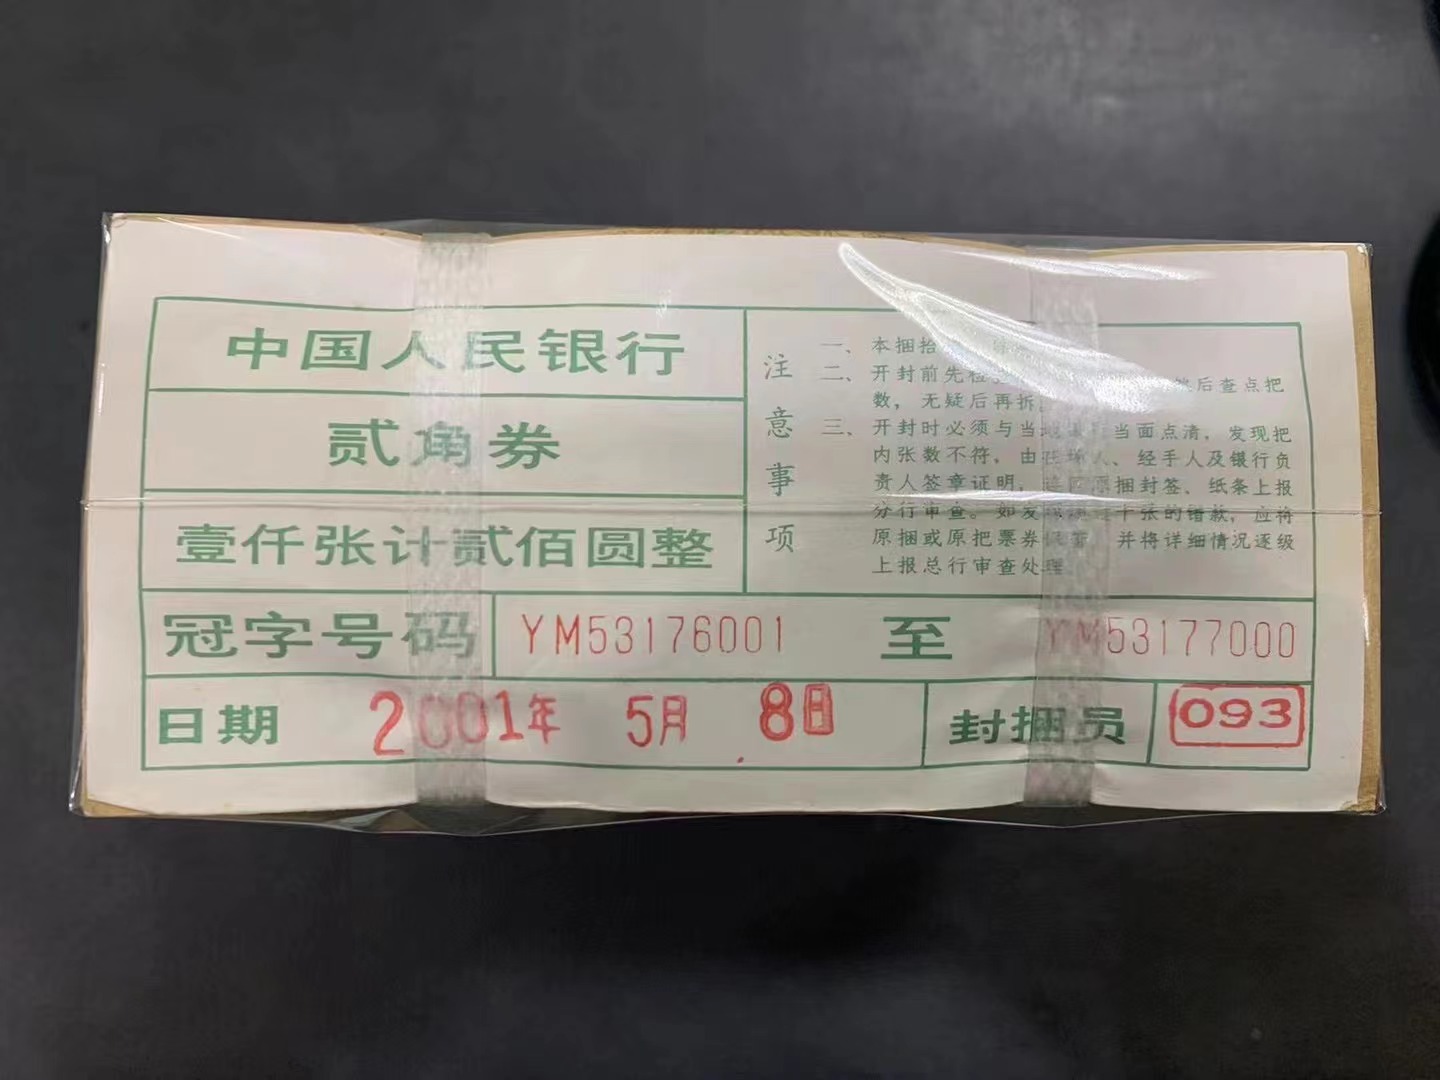 中国人民银行
贰角券
壹仟张计贰佰圆整
注意事项
一、本捆拾
二、开封前先检 后查点把
数，无疑后再拆
三、开封时必须与当 当面点清，发现把
内张数不符，由 人、经手人及银行负
责人签章证明， 原捆封签、纸条上报
分行审查。如发 千张的错款，应将
原捆或原把票券 并将详细情况逐级
上报总行审查处理
冠字号码 YM53176001 至 YM53177000
日期 2001年 5月 8日 封捆员 093